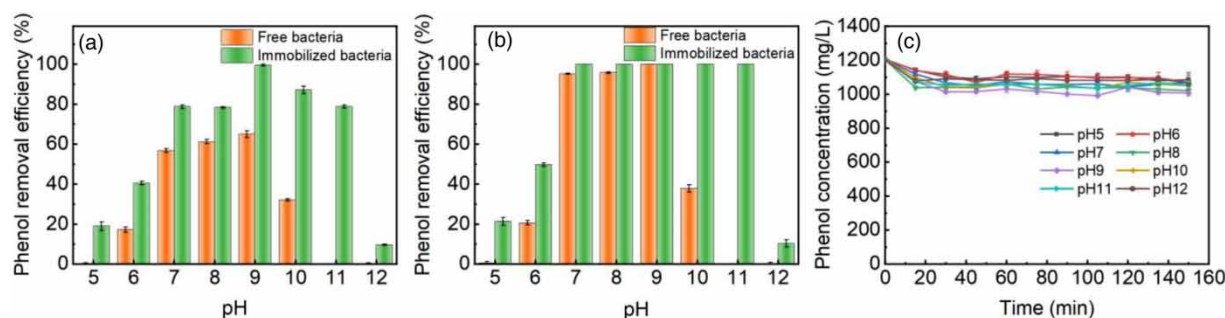 (a)
Free bacteria
Immobilized bacteria
Phenol removal efficiency (%)
100
80
60
40
20
0
5 6 7 8 9 10 11 12
pH
(b)
Free bacteria
Immobilized bacteria
Phenol removal efficiency (%)
100
80
60
40
20
0
5 6 7 8 9 10 11 12
pH
(c)
Phenol concentration (mg/L)
1400
1200
1000
800
600
400
200
0
pH5 pH6
pH7 pH8
pH9 pH10
pH11 pH12
0 20 40 60 80 100 120 140 160
Time (min)